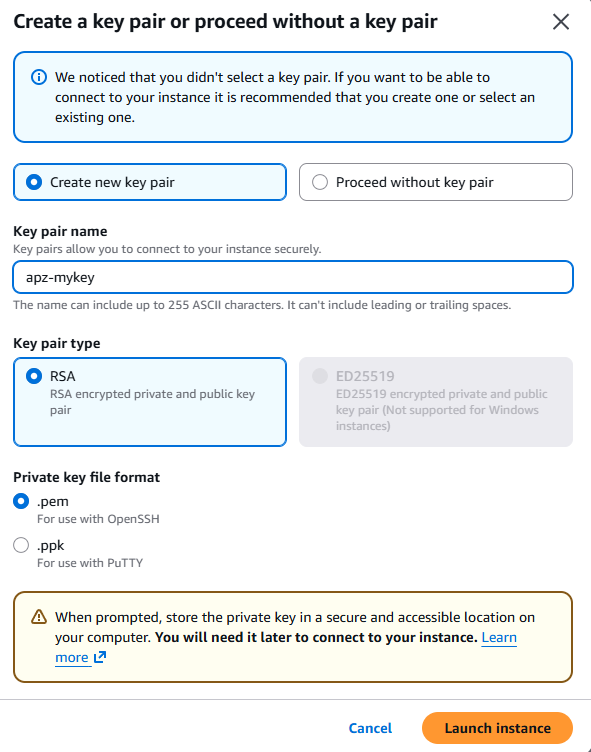 Create a key pair or proceed without a key pair
We noticed that you didn't select a key pair. If you want to be able to
connect to your instance it is recommended that you create one or select an
existing one.
Create new key pair
Proceed without key pair
Key pair name
Key pairs allow you to connect to your instance securely.
apz-mykey
The name can include up to 255 ASCII characters. It can't include leading or trailing spaces.
Key pair type
RSA
RSA encrypted private and public key
pair
ED25519
ED25519 encrypted private and public
key pair (Not supported for Windows
instances)
Private key file format
.pem
For use with OpenSSH
.ppk
For use with PuTTY
When prompted, store the private key in a secure and accessible location on
your computer. You will need it later to connect to your instance. Learn
more
Cancel
Launch instance